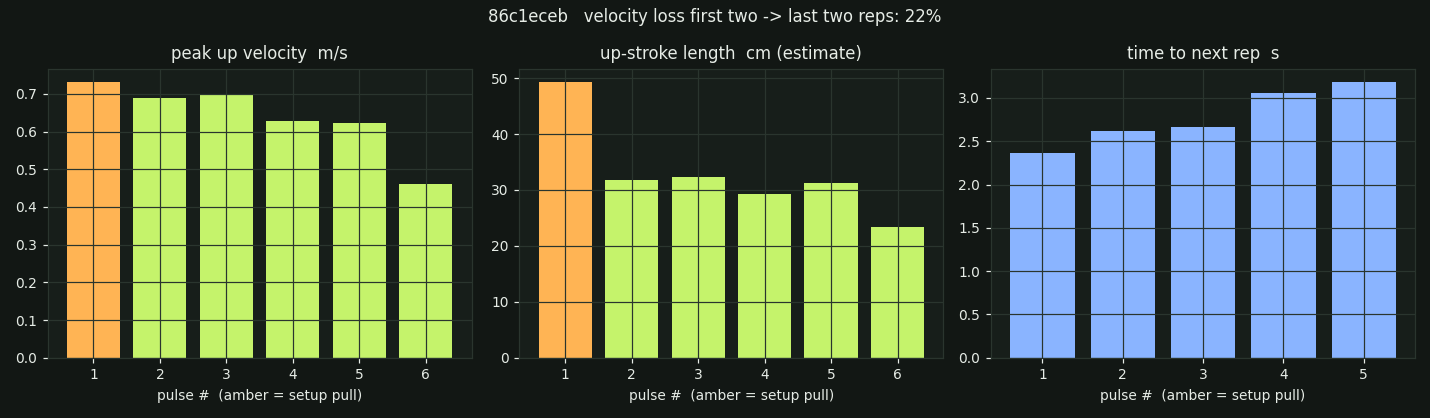 86c1eceb   velocity loss first two -> last two reps: 22%
peak up velocity  m/s
0.7
0.6
0.5
0.4
0.3
0.2
0.1
0.0
1 2 3 4 5 6
pulse #  (amber = setup pull)
up-stroke length  cm (estimate)
50
40
30
20
10
0
1 2 3 4 5 6
pulse #  (amber = setup pull)
time to next rep  s
3.0
2.5
2.0
1.5
1.0
0.5
0.0
1 2 3 4 5
pulse #  (amber = setup pull)